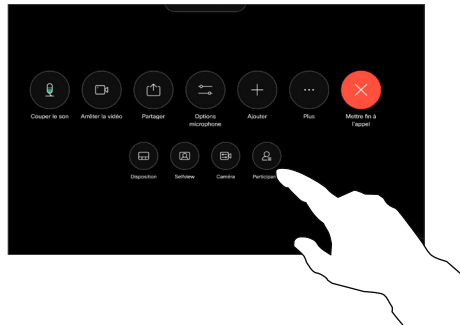 Couper le son
Arrêter la vidéo
Partager
Options
microphone
Ajouter
Plus
Mettre fin à
l'appel
Disposition
Selfview
Caméra